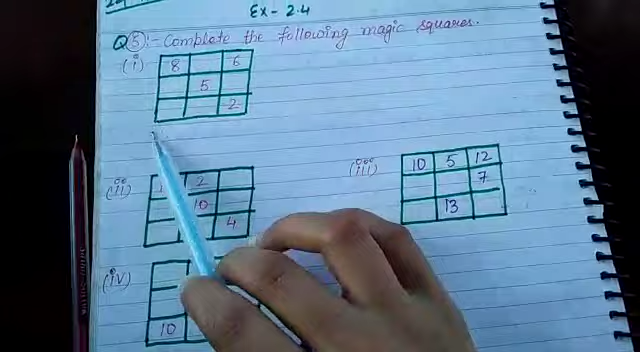 Ex - 2.4
Q(5):- Complete the following magic squares.
(i)
8 6
5
2
(ii)
2
10
4
(iii)
10 5 12
7
13
(iv)
10